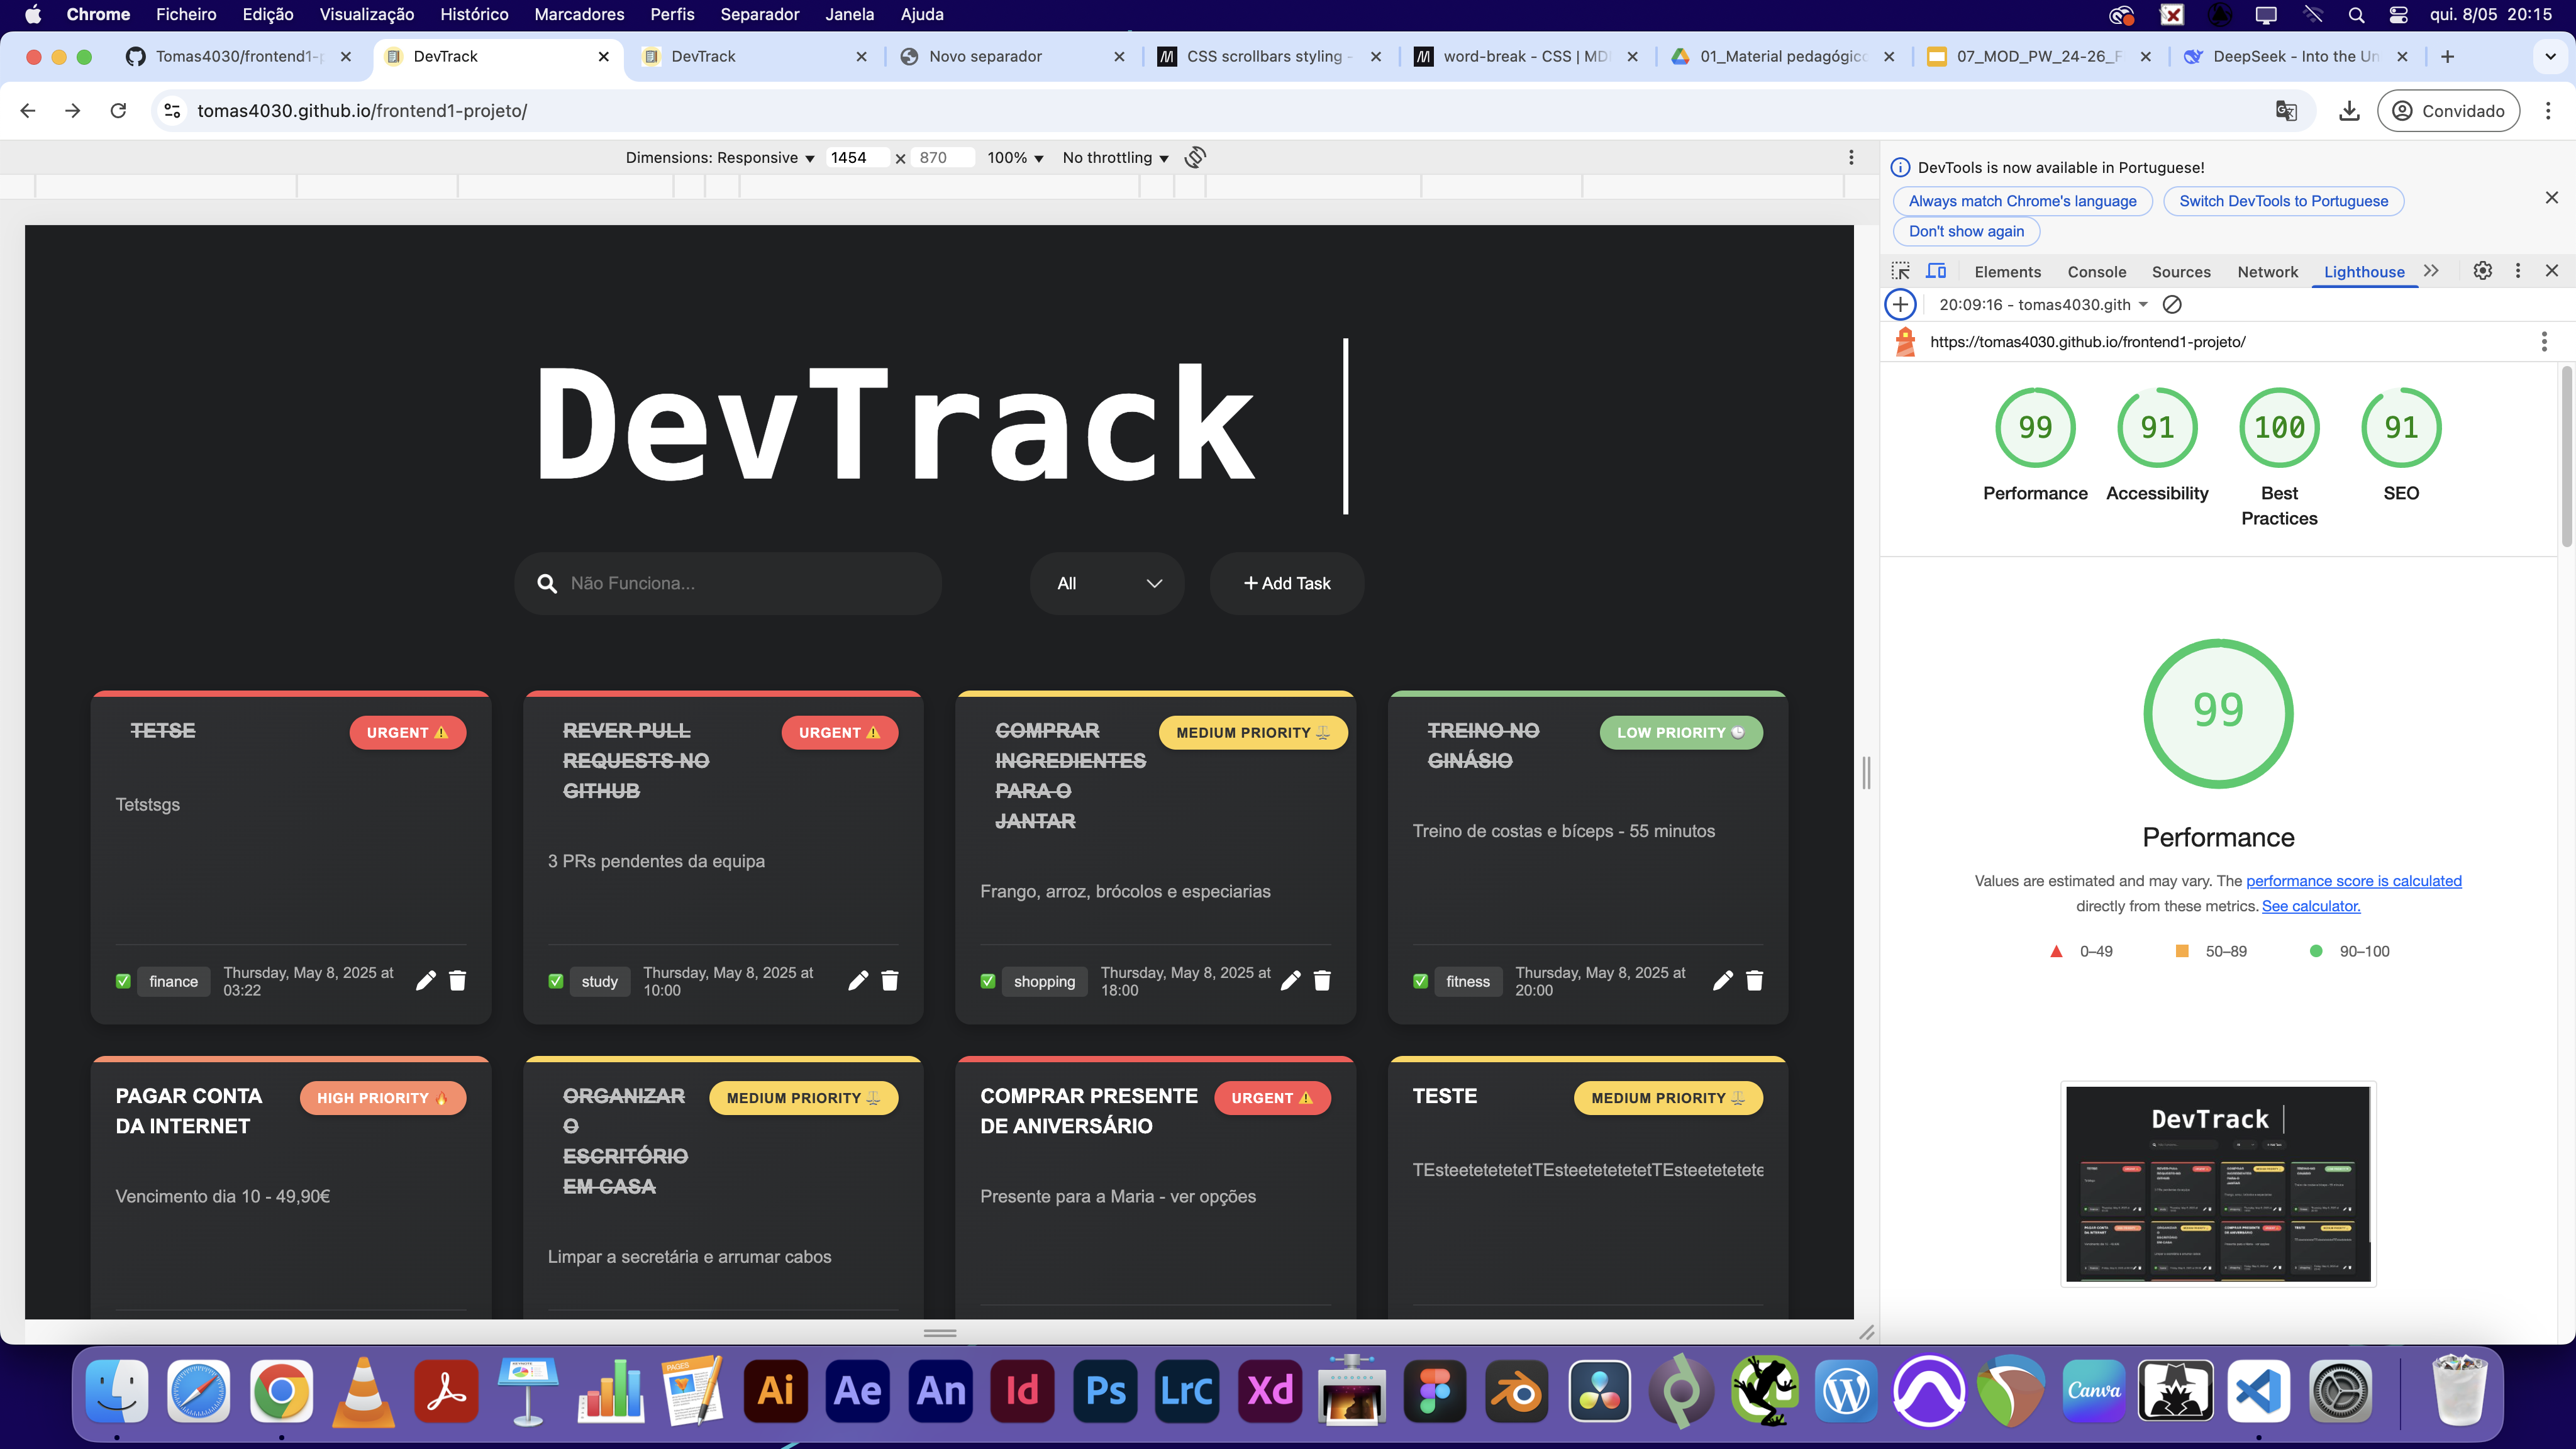 Chrome Ficheiro Edição Visualização Histórico Marcadores Perfis Separador Janela Ajuda qui. 8/05 20:15
Tomas4030/frontend1-p DevTrack DevTrack Novo separador CSS scrollbars styling - word-break - CSS | MD 01_Material pedagógico 07_MOD_PW_24-26_F DeepSeek - Into the Un
tomas4030.github.io/frontend1-projeto/ Convidado
Dimensions: Responsive 1454 × 870 100% No throttling
DevTools is now available in Portuguese!
Always match Chrome's language Switch DevTools to Portuguese
Don't show again
Elements Console Sources Network Lighthouse
20:09:16 - tomas4030.gith
https://tomas4030.github.io/frontend1-projeto/
99 91 100 91
Performance Accessibility Best Practices SEO
99
Performance
Values are estimated and may vary. The performance score is calculated
directly from these metrics. See calculator.
0–49 50–89 90–100
DevTrack
DevTrack
Não Funciona... All + Add Task
TETSE
URGENT ⚠️
Tetstsgs
✅ finance Thursday, May 8, 2025 at
03:22
REVER PULL
REQUESTS NO
GITHUB
URGENT ⚠️
3 PRs pendentes da equipa
✅ study Thursday, May 8, 2025 at
10:00
COMPRAR
INGREDIENTES
PARA O
JANTAR
MEDIUM PRIORITY ⚖️
Frango, arroz, brócolos e especiarias
✅ shopping Thursday, May 8, 2025 at
18:00
TREINO NO
GINÁSIO
LOW PRIORITY 🕒
Treino de costas e bíceps - 55 minutos
✅ fitness Thursday, May 8, 2025 at
20:00
PAGAR CONTA
DA INTERNET
HIGH PRIORITY 🔥
Vencimento dia 10 - 49,90€
ORGANIZAR
O
ESCRITÓRIO
EM CASA
MEDIUM PRIORITY ⚖️
Limpar a secretária e arrumar cabos
COMPRAR PRESENTE
DE ANIVERSÁRIO
URGENT ⚠️
Presente para a Maria - ver opções
TESTE
MEDIUM PRIORITY ⚖️
TEsteetetetetetTEsteetetetetetTEsteetetetete
Ai Ae An Id Ps LrC Xd Canva
PAGES